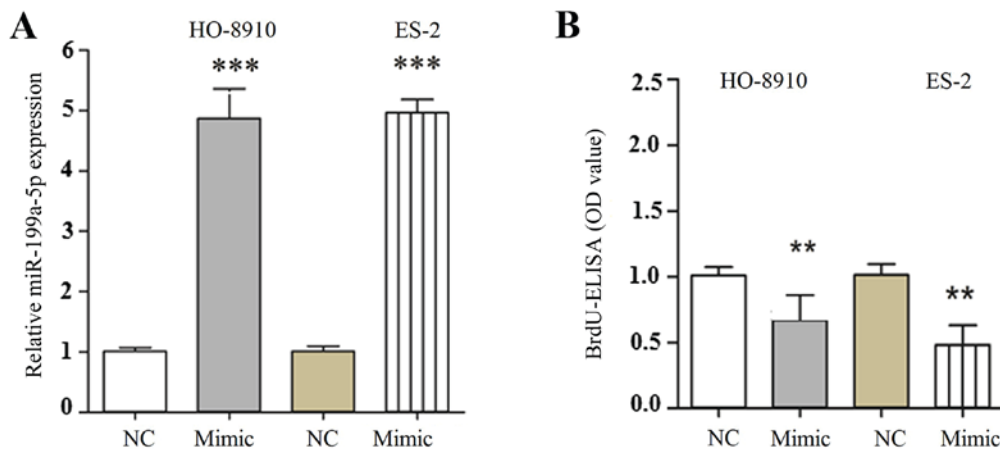 A
HO-8910
ES-2
***
***
Relative miR-199a-5p expression
6
5
4
3
2
1
0
NC
Mimic
NC
Mimic
B
HO-8910
ES-2
**
**
BrdU-ELISA (OD value)
2.5
2.0
1.5
1.0
0.5
0.0
NC
Mimic
NC
Mimic